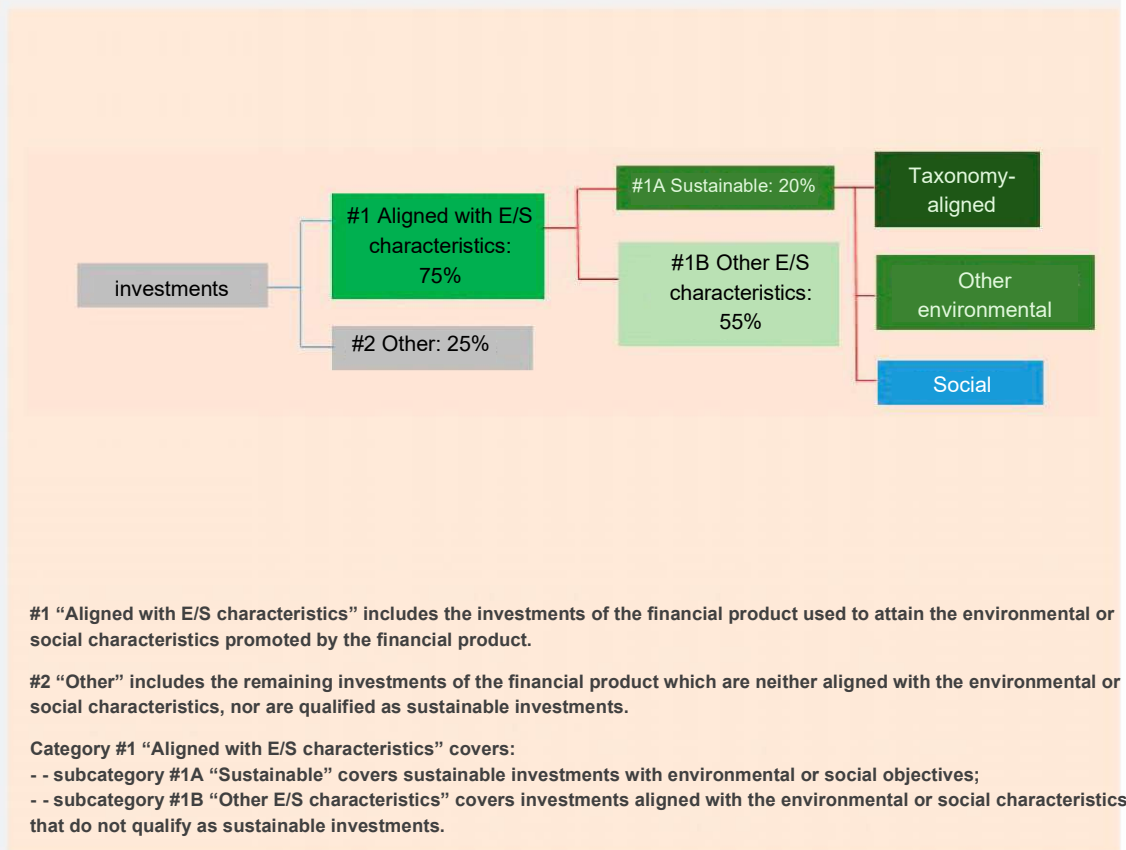 investments
#1 Aligned with E/S
characteristics:
75%
#2 Other: 25%
#1A Sustainable: 20%
#1B Other E/S
characteristics:
55%
Taxonomy-
aligned
Other
environmental
Social
#1 “Aligned with E/S characteristics” includes the investments of the financial product used to attain the environmental or
social characteristics promoted by the financial product.
#2 “Other” includes the remaining investments of the financial product which are neither aligned with the environmental or
social characteristics, nor are qualified as sustainable investments.
Category #1 “Aligned with E/S characteristics” covers:
- - subcategory #1A “Sustainable” covers sustainable investments with environmental or social objectives;
- - subcategory #1B “Other E/S characteristics” covers investments aligned with the environmental or social characteristics
that do not qualify as sustainable investments.